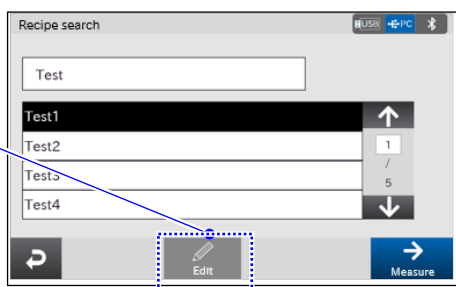 Recipe search
USB PC
Test
Test1
Test2
Test3
Test4
1
/
5
Edit
Measure